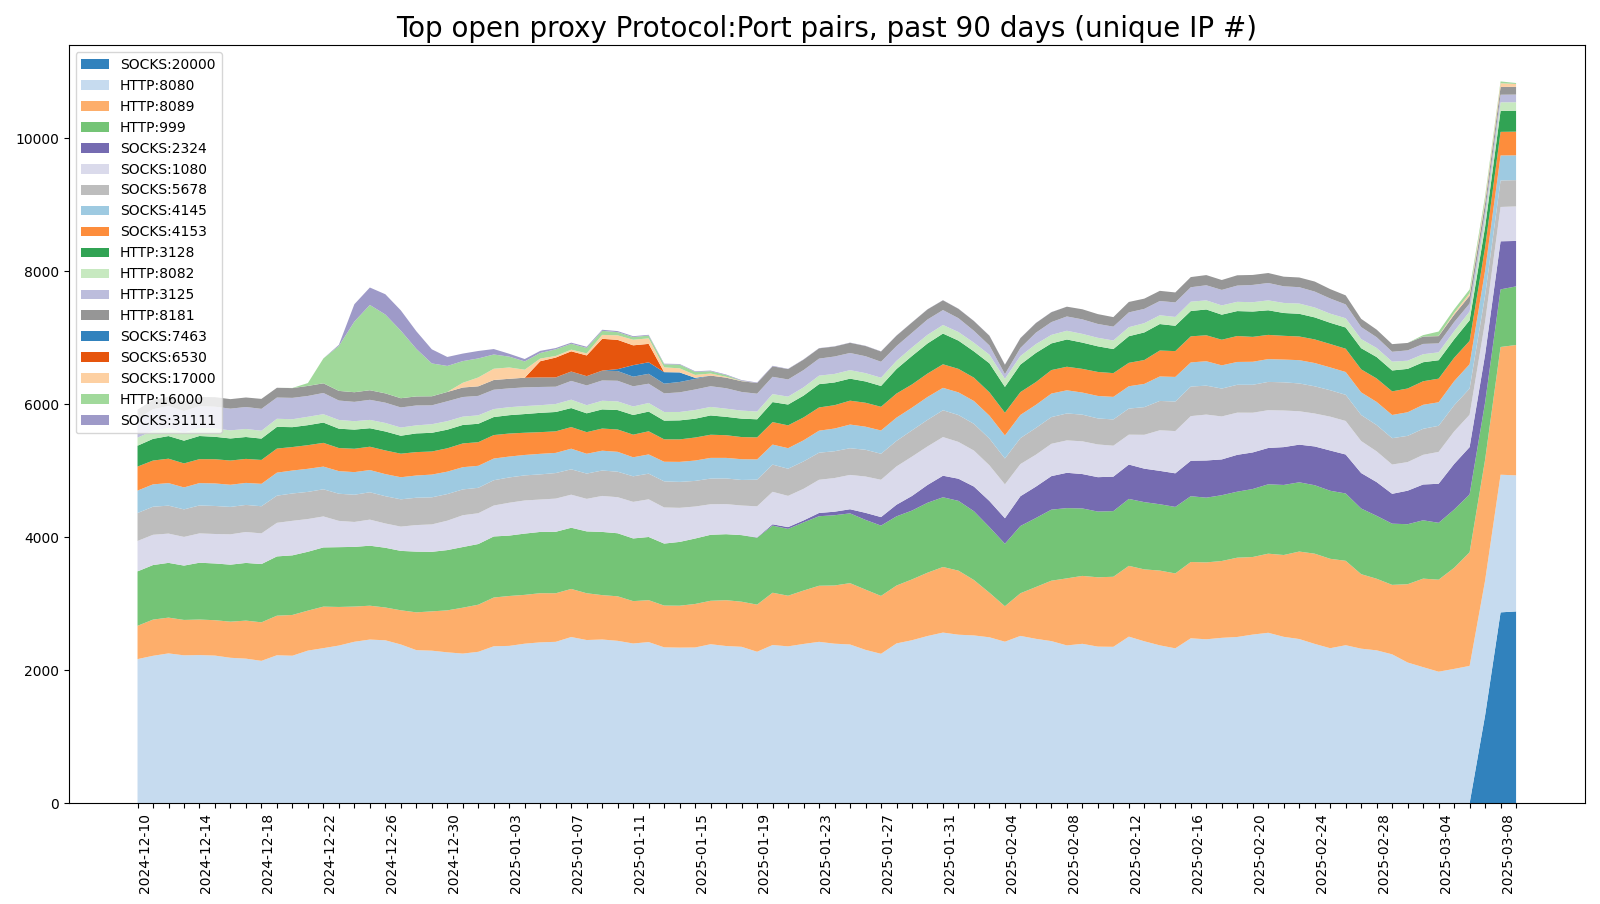 Top open proxy Protocol:Port pairs, past 90 days (unique IP #)
SOCKS:20000
HTTP:8080
HTTP:8089
HTTP:999
SOCKS:2324
SOCKS:1080
SOCKS:5678
SOCKS:4145
SOCKS:4153
HTTP:3128
HTTP:8082
HTTP:3125
HTTP:8181
SOCKS:7463
SOCKS:6530
SOCKS:17000
HTTP:16000
SOCKS:31111
10000
8000
6000
4000
2000
0
2024-12-10
2024-12-14
2024-12-18
2024-12-22
2024-12-26
2024-12-30
2025-01-03
2025-01-07
2025-01-11
2025-01-15
2025-01-19
2025-01-23
2025-01-27
2025-01-31
2025-02-04
2025-02-08
2025-02-12
2025-02-16
2025-02-20
2025-02-24
2025-02-28
2025-03-04
2025-03-08